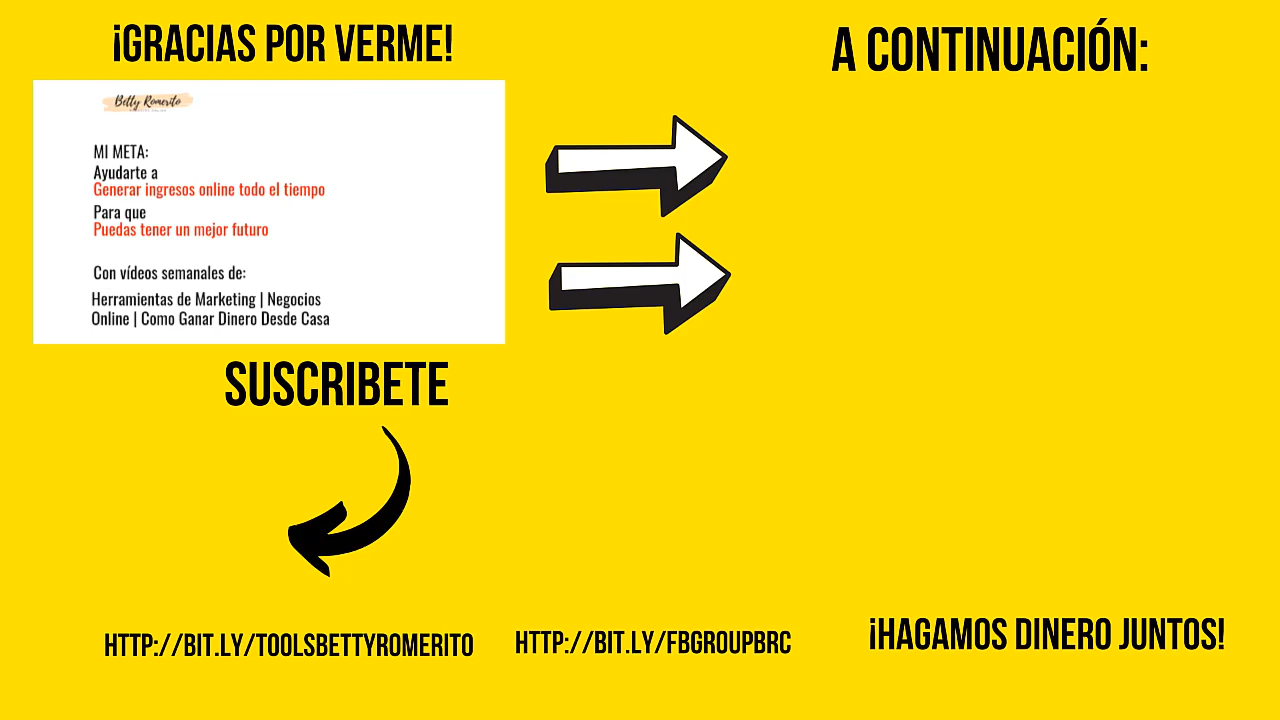 ¡GRACIAS POR VERME!
A CONTINUACIÓN:
Betty Romerito
MI META:
Ayudarte a
Generar ingresos online todo el tiempo
Para que
Puedas tener un mejor futuro
Con vídeos semanales de:
Herramientas de Marketing | Negocios
Online | Como Ganar Dinero Desde Casa
SUSCRIBETE
HTTP://BIT.LY/TOOLSBETTYROMERITO
HTTP://BIT.LY/FBGROUPBRC
¡HAGAMOS DINERO JUNTOS!